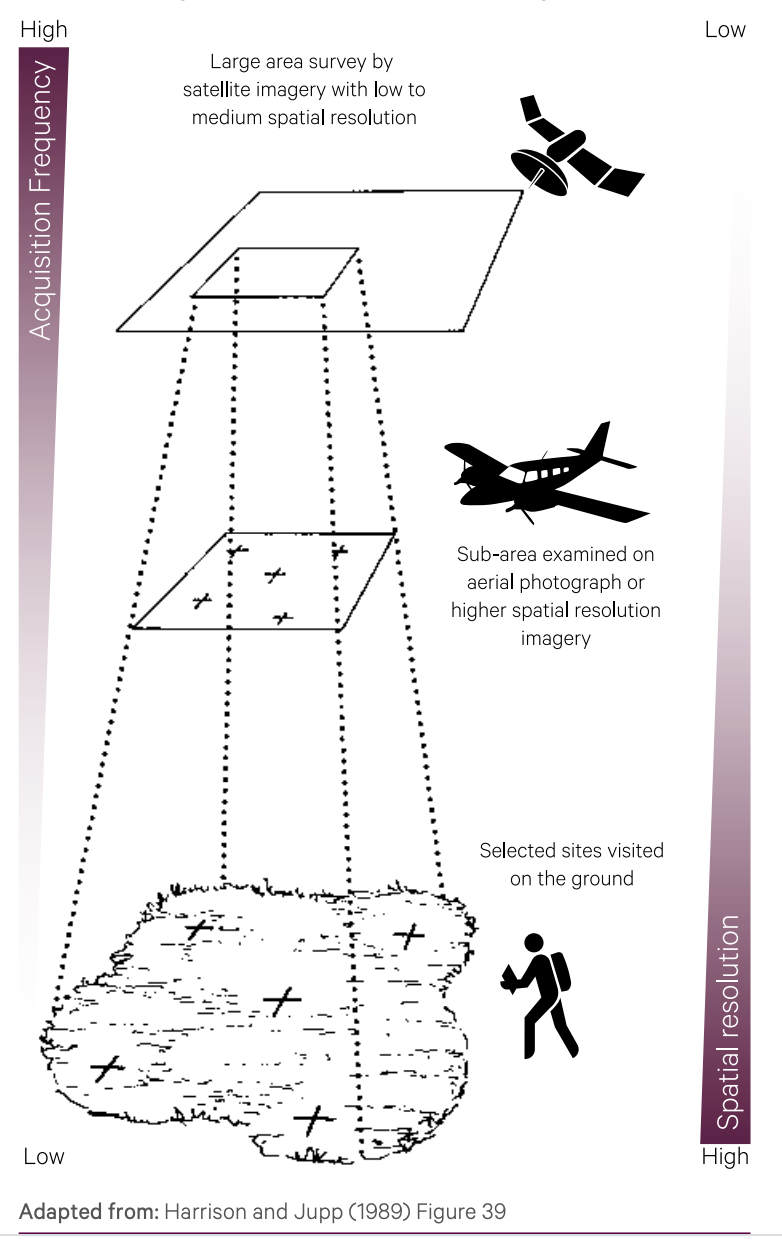 High
Low
Acquisition Frequency
Large area survey by
satellite imagery with low to
medium spatial resolution
Sub-area examined on
aerial photograph or
higher spatial resolution
imagery
Selected sites visited
on the ground
Spatial resolution
Low
High
Adapted from: Harrison and Jupp (1989) Figure 39